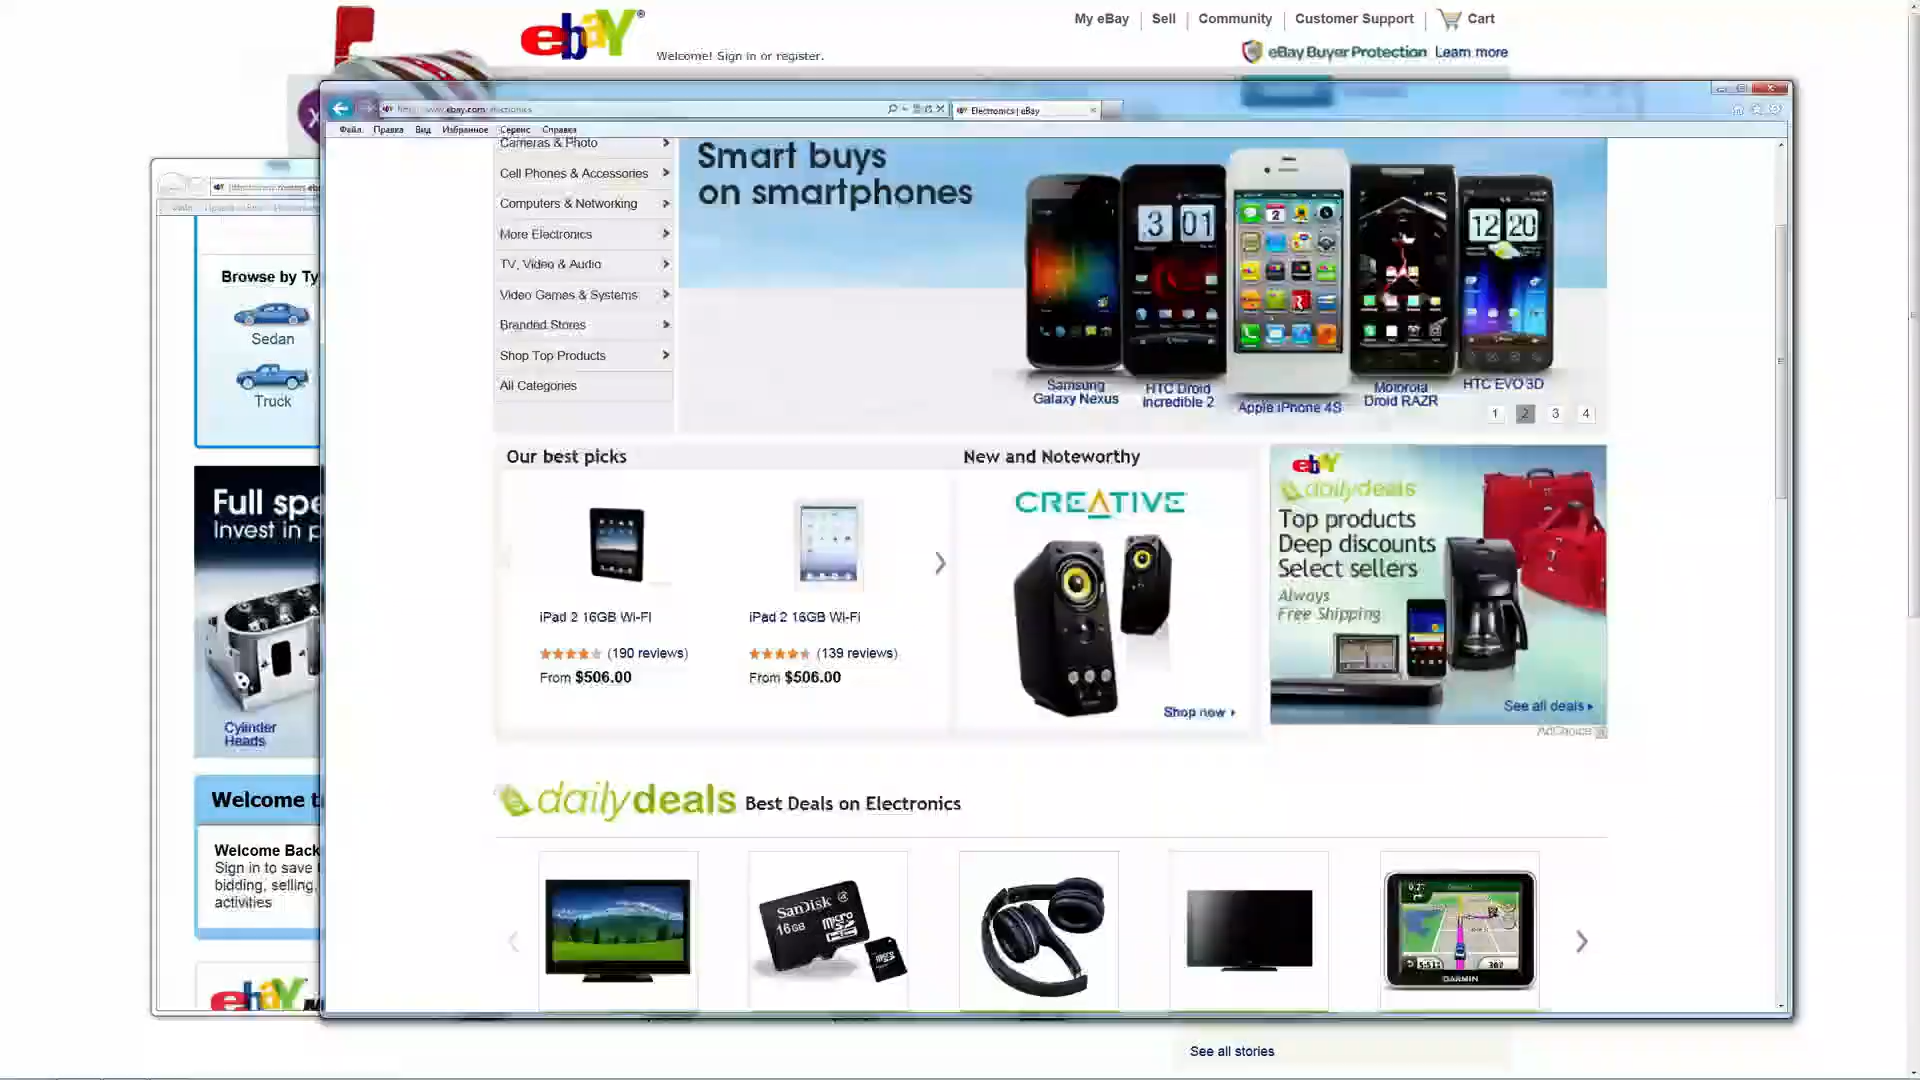 ebay
My eBay
Sell
Community
Customer Support
Cart
Welcome! Sign in or register.
eBay Buyer Protection
Learn more
Electronics | eBay
Файл
Правка
Вид
Избранное
Сервис
Справка
Cameras & Photo
Cell Phones & Accessories
Computers & Networking
More Electronics
TV, Video & Audio
Video Games & Systems
Branded Stores
Shop Top Products
All Categories
Smart buys
on smartphones
3 01
12 20
Samsung
Galaxy Nexus
HTC Droid
Incredible 2
Apple iPhone 4S
Motorola
Droid RAZR
HTC EVO 3D
1
2
3
4
Browse by Ty
Sedan
Truck
Full spe
Invest in p
Cylinder
Heads
Welcome t
Welcome Back
Sign in to save
bidding, selling,
activities
ebay
Our best picks
iPad 2 16GB Wi-Fi
(190 reviews)
From $506.00
iPad 2 16GB Wi-Fi
(139 reviews)
From $506.00
New and Noteworthy
CREATIVE
Shop now
ebay
dailydeals
Top products
Deep discounts
Select sellers
Always
Free Shipping
See all deals
AdChoice
dailydeals
Best Deals on Electronics
SanDisk
16GB
micro
GARMIN
See all stories